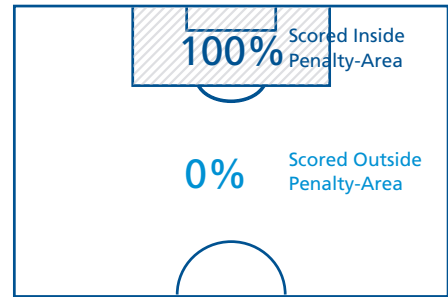 100%
Scored Inside
Penalty-Area
0%
Scored Outside
Penalty-Area